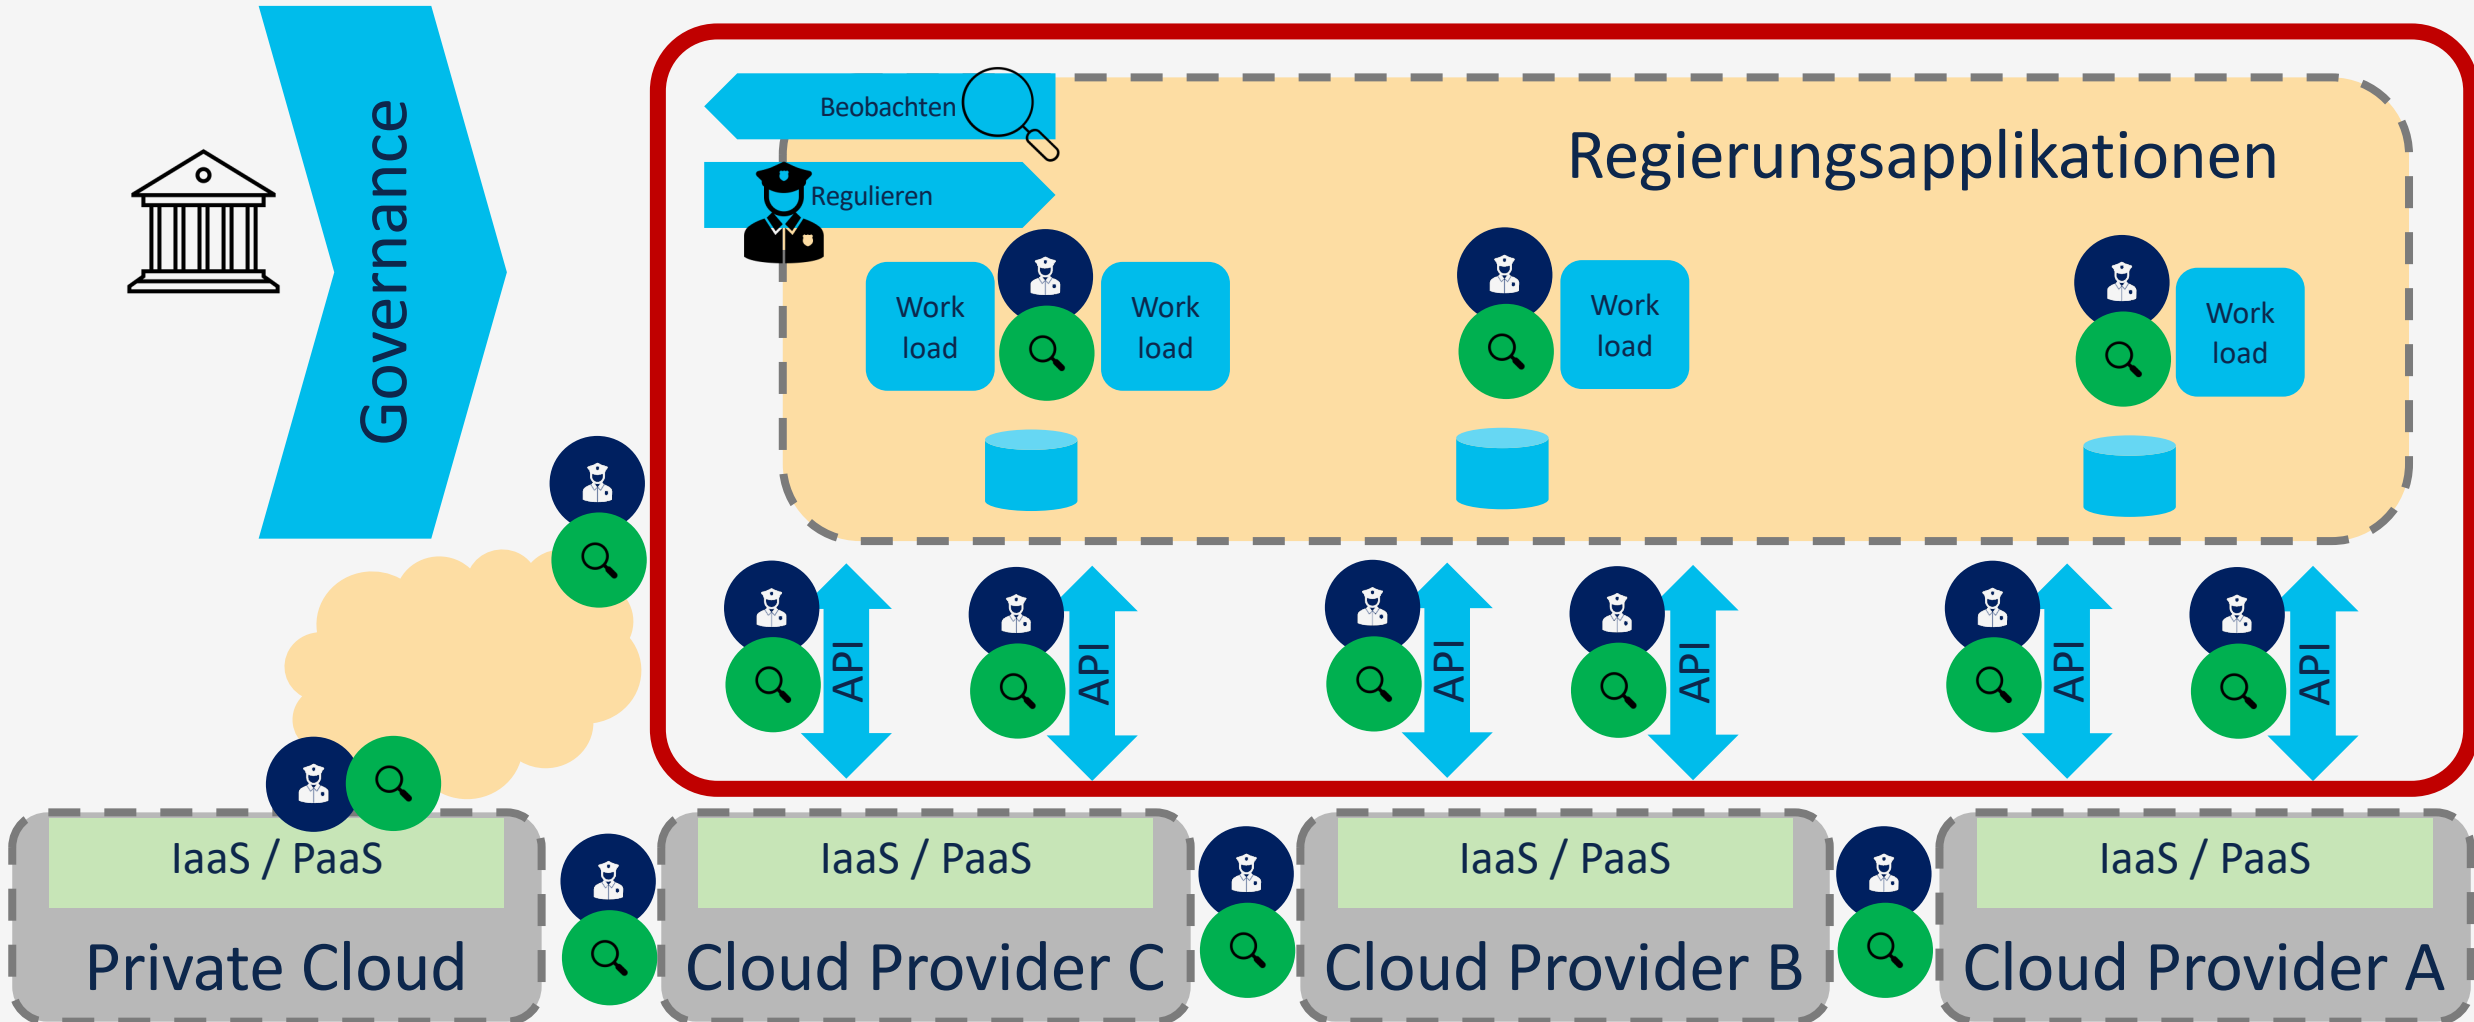 Governance
Beobachten
Regulieren
Regierungsapplikationen
Work
load
Work
load
Work
load
Work
load
API
API
API
API
API
API
IaaS / PaaS
IaaS / PaaS
IaaS / PaaS
IaaS / PaaS
Private Cloud
Cloud Provider C
Cloud Provider B
Cloud Provider A